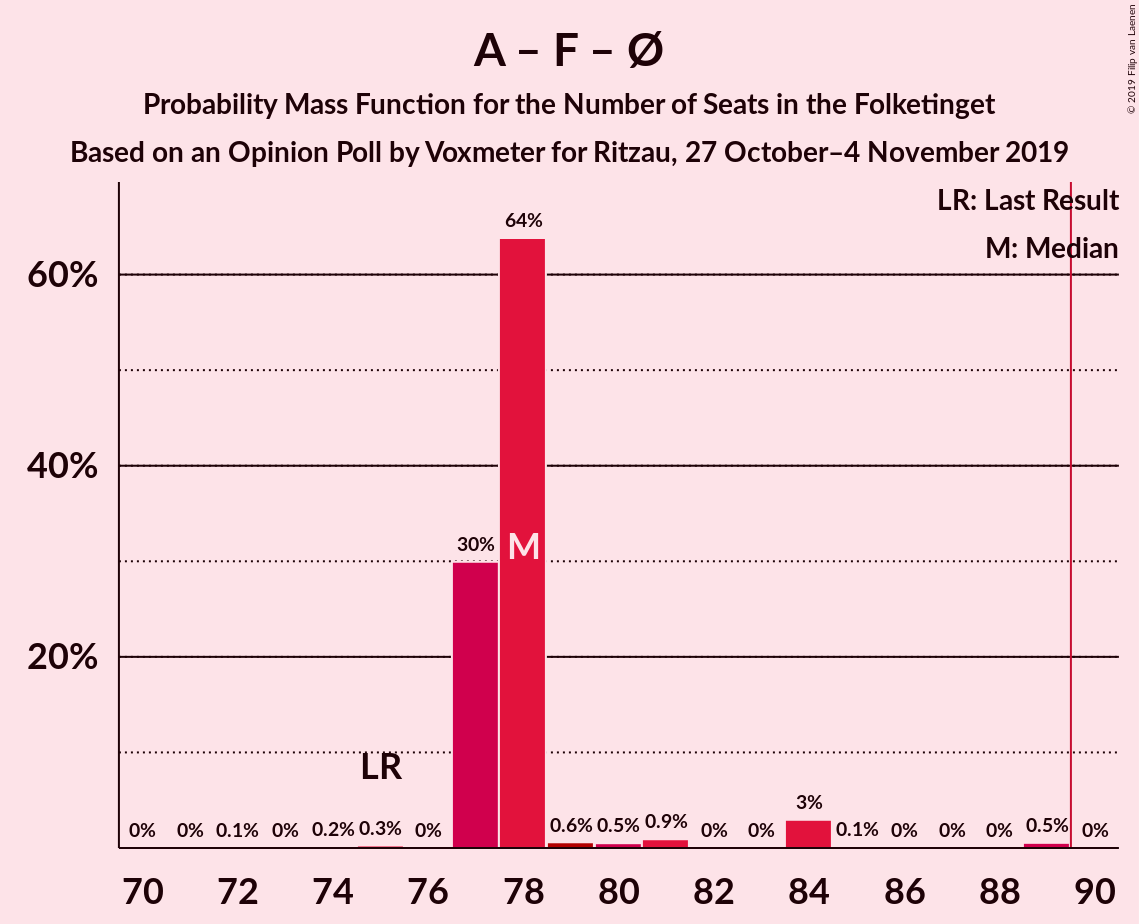 A – F – Ø
Probability Mass Function for the Number of Seats in the Folketinget
Based on an Opinion Poll by Voxmeter for Ritzau, 27 October–4 November 2019
© 2019 Filip van Laenen
LR: Last Result
M: Median
60%
40%
20%
64%
30%
M
LR
0% 0% 0.1% 0% 0.2% 0.3% 0% 0.6% 0.5% 0.9% 0% 0% 3% 0.1% 0% 0% 0% 0.5% 0%
70 72 74 76 78 80 82 84 86 88 90